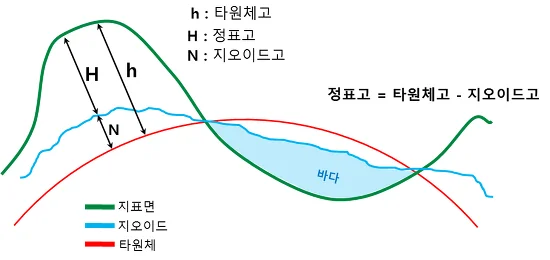 h : 타원체고
H : 정표고
N : 지오이드고
H
h
N
정표고 = 타원체고 - 지오이드고
바다
지표면
지오이드
타원체